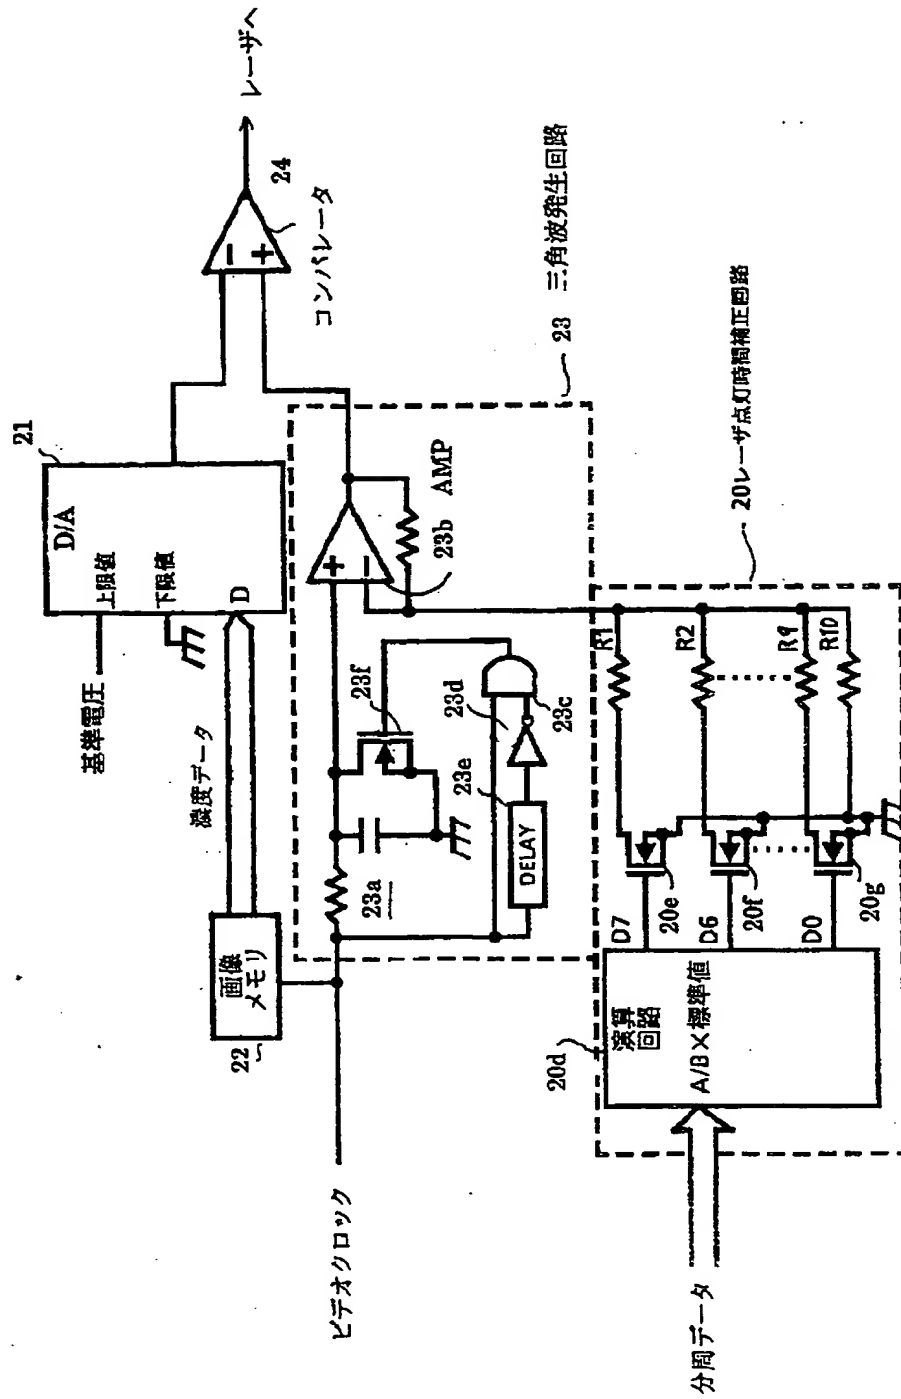 レーザへ
24
コンパレータ
21
D/A
上限値
下限値
D
基準電圧
濃度データ
画像
メモリ
22
23 三角波発生回路
AMP
23b
23a
23f
23d
23e
23c
DELAY
ビデオクロック
20レーザ点灯時間補正回路
R1
R2
R9
R10
20e
20f
20g
D7
D6
D0
演算
回路
A/B×標準値
20d
分周データ